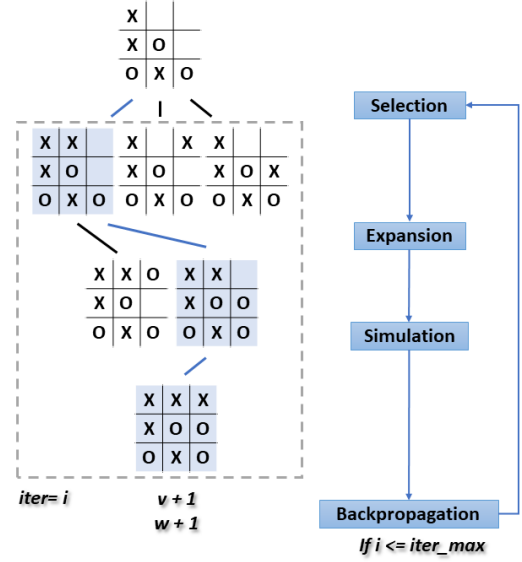 X
X O
O X O
X X
X O
O X O
X X
X O
O X O
X
X O X
O X O
X X O
X O
O X O
X X
X O O
O X O
X X X
X O O
O X O
iter= i
v + 1
w + 1
Selection
Expansion
Simulation
Backpropagation
If i <= iter_max